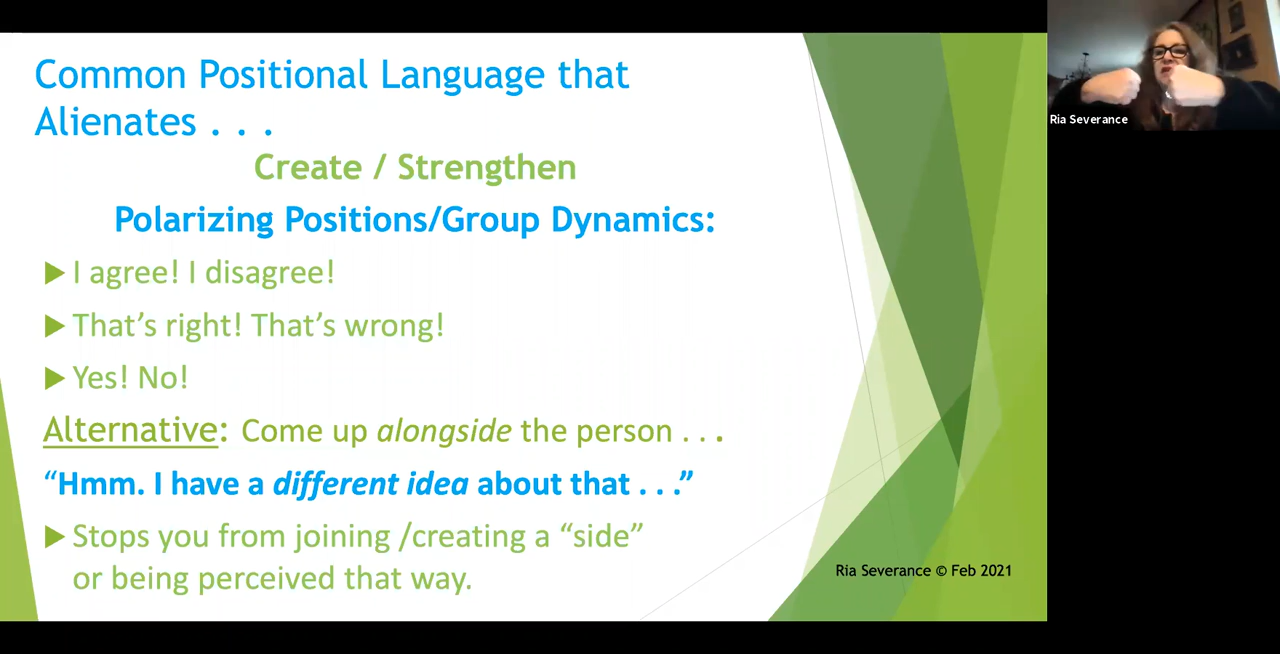 Common Positional Language that
Alienates . . .
Create / Strengthen
Polarizing Positions/Group Dynamics:
I agree! I disagree!
That’s right! That’s wrong!
Yes! No!
Alternative: Come up alongside the person . . .
“Hmm. I have a different idea about that . . .”
Stops you from joining /creating a “side”
or being perceived that way.
Ria Severance © Feb 2021
Ria Severance